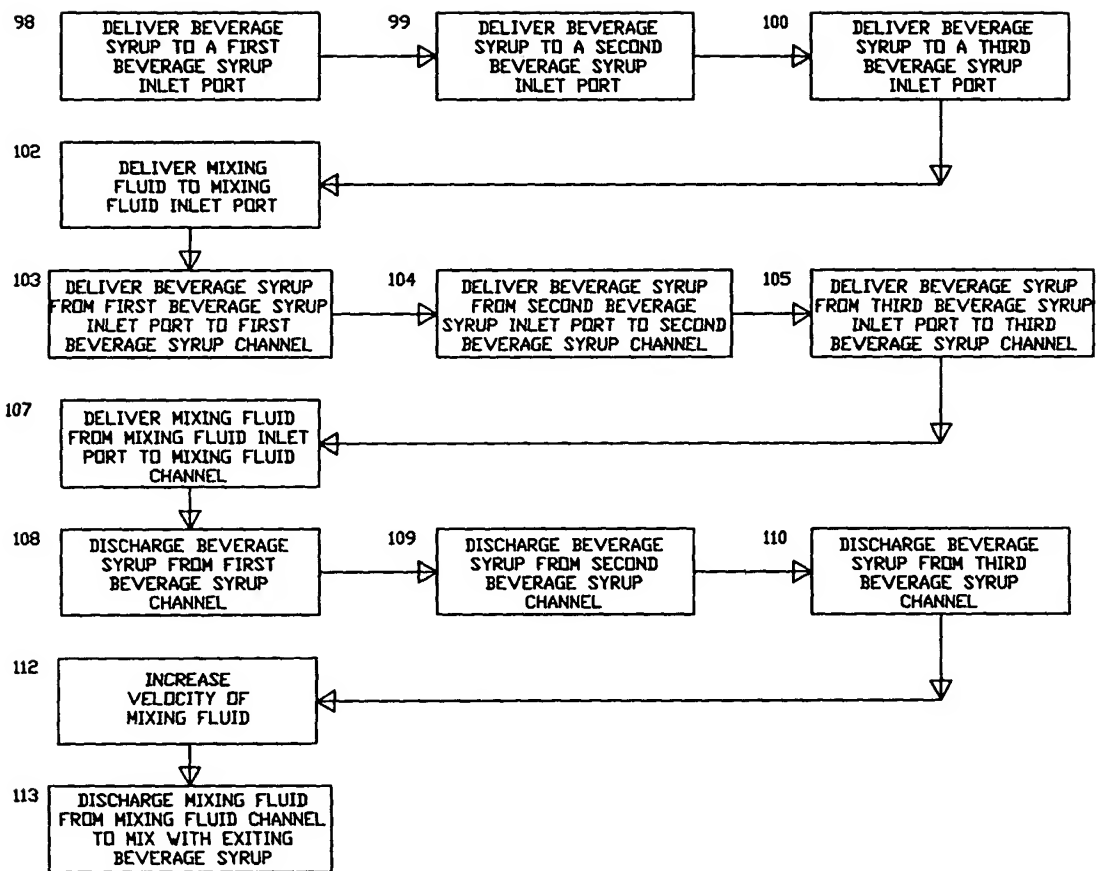 98
DELIVER BEVERAGE
SYRUP TO A FIRST
BEVERAGE SYRUP
INLET PORT
99
DELIVER BEVERAGE
SYRUP TO A SECOND
BEVERAGE SYRUP
INLET PORT
100
DELIVER BEVERAGE
SYRUP TO A THIRD
BEVERAGE SYRUP
INLET PORT
102
DELIVER MIXING
FLUID TO MIXING
FLUID INLET PORT
103
DELIVER BEVERAGE SYRUP
FROM FIRST BEVERAGE SYRUP
INLET PORT TO FIRST
BEVERAGE SYRUP CHANNEL
104
DELIVER BEVERAGE SYRUP
FROM SECOND BEVERAGE
SYRUP INLET PORT TO SECOND
BEVERAGE SYRUP CHANNEL
105
DELIVER BEVERAGE SYRUP
FROM THIRD BEVERAGE SYRUP
INLET PORT TO THIRD
BEVERAGE SYRUP CHANNEL
107
DELIVER MIXING FLUID
FROM MIXING FLUID INLET
PORT TO MIXING FLUID
CHANNEL
108
DISCHARGE BEVERAGE
SYRUP FROM FIRST
BEVERAGE SYRUP
CHANNEL
109
DISCHARGE BEVERAGE
SYRUP FROM SECOND
BEVERAGE SYRUP
CHANNEL
110
DISCHARGE BEVERAGE
SYRUP FROM THIRD
BEVERAGE SYRUP
CHANNEL
112
INCREASE
VELOCITY OF
MIXING FLUID
113
DISCHARGE MIXING FLUID
FROM MIXING FLUID CHANNEL
TO MIX WITH EXITING
BEVERAGE SYRUP